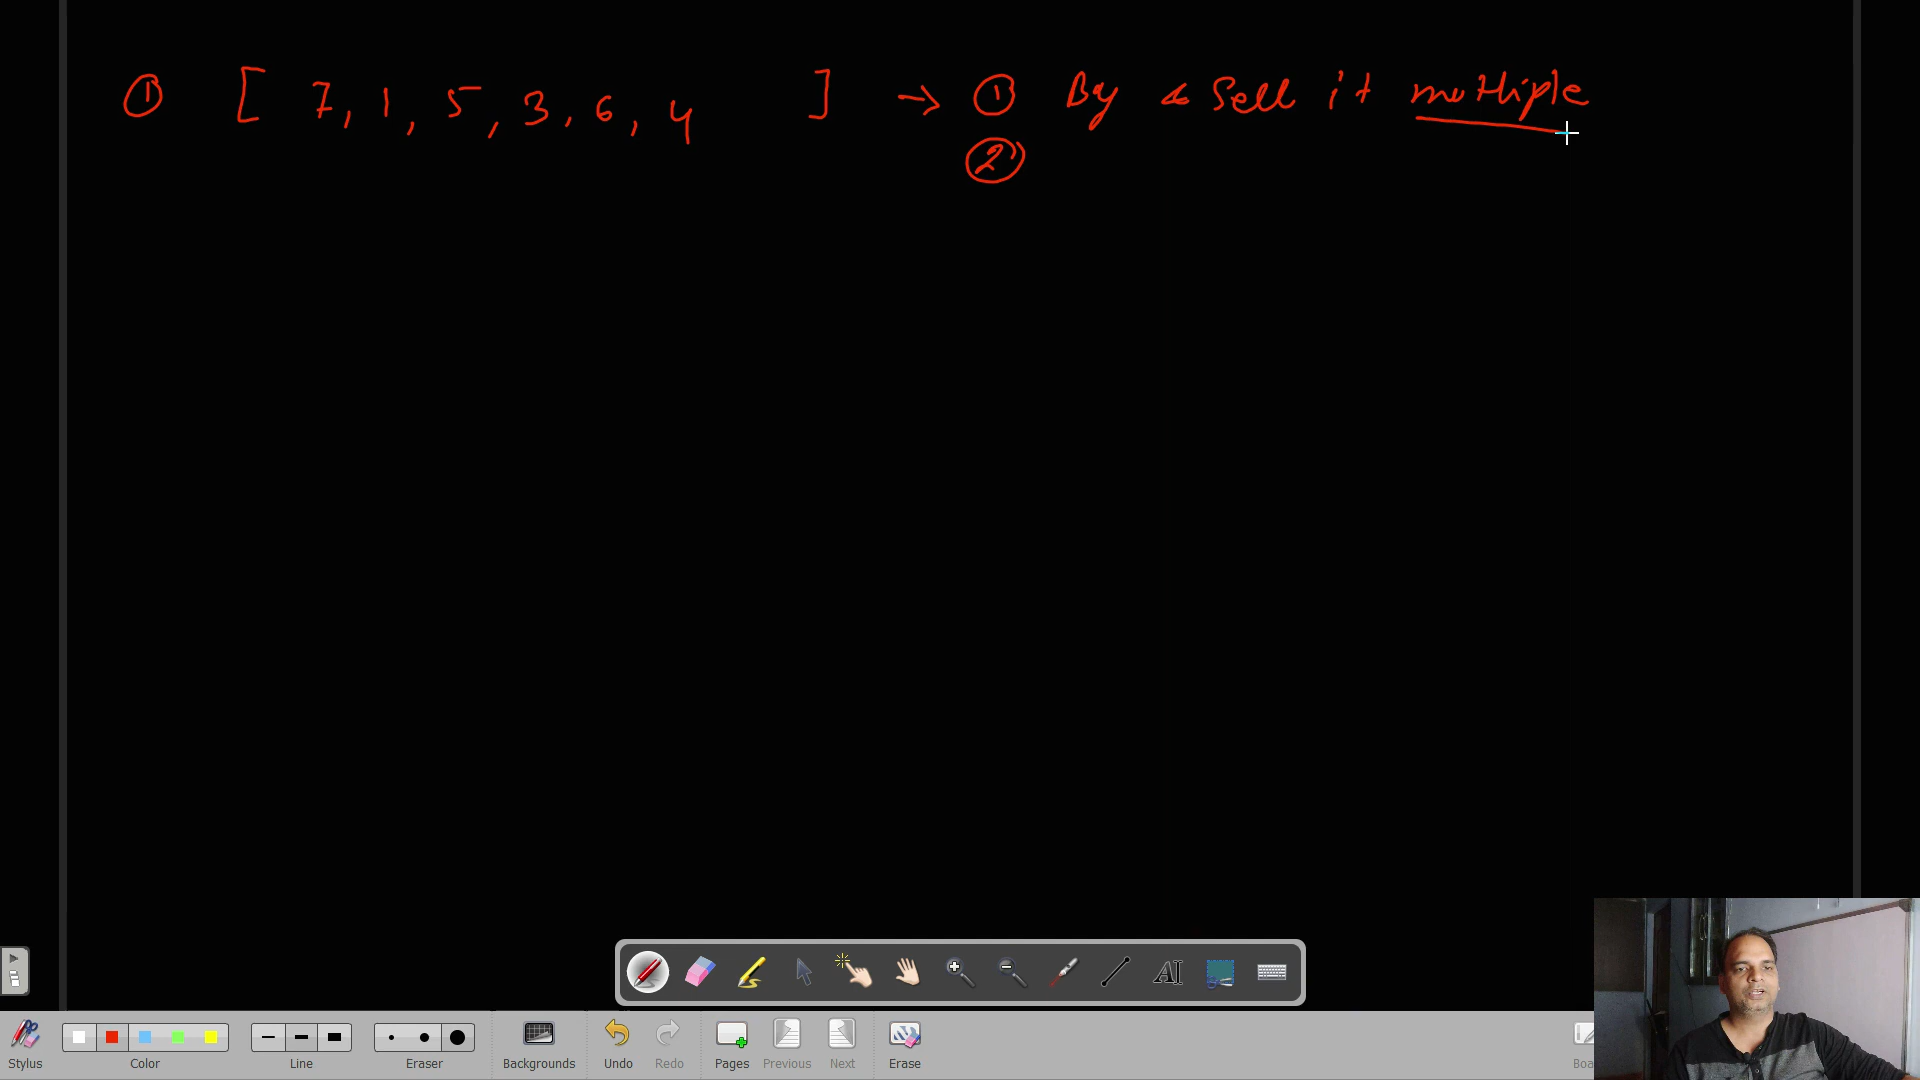 ① [ 7, 1, 5, 3, 6, 4 ] → ① By & Sell it multiple
②
Stylus Color Line Eraser Backgrounds Undo Redo Pages Previous Next Erase Boa